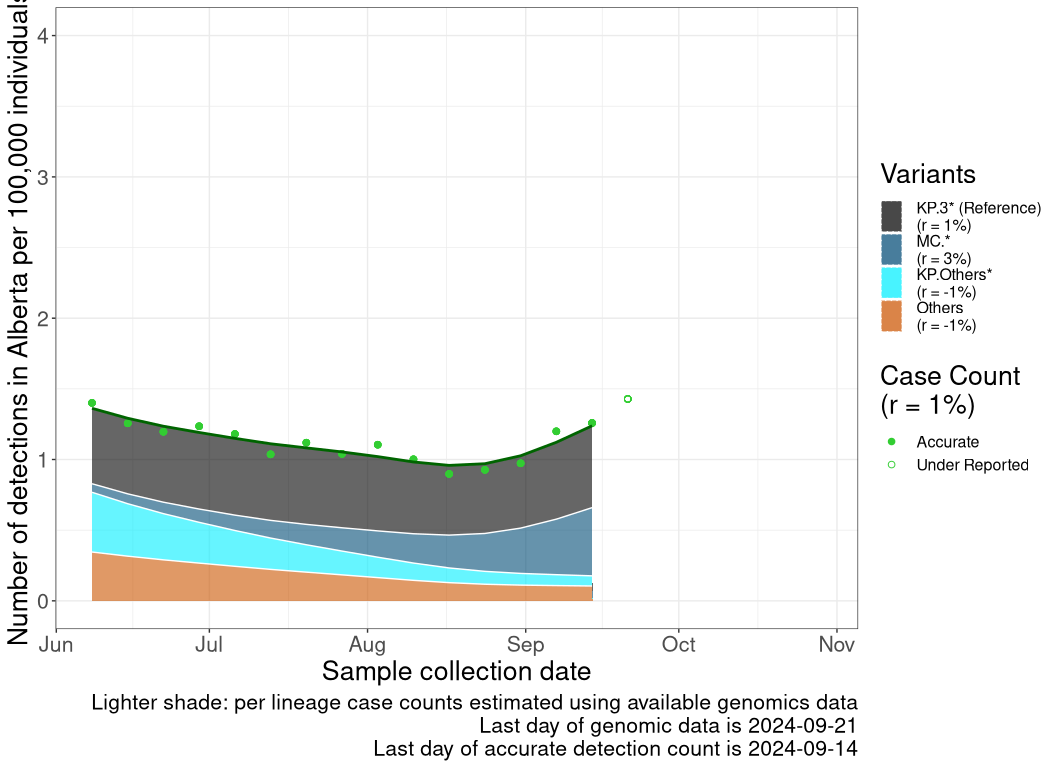 Number of detections in Alberta per 100,000 individuals
4
3
2
1
0
Jun
Jul
Aug
Sep
Oct
Nov
Sample collection date
Lighter shade: per lineage case counts estimated using available genomics data
Last day of genomic data is 2024-09-21
Last day of accurate detection count is 2024-09-14
Variants
KP.3* (Reference)
(r = 1%)
MC.*
(r = 3%)
KP.Others*
(r = -1%)
Others
(r = -1%)
Case Count
(r = 1%)
Accurate
Under Reported